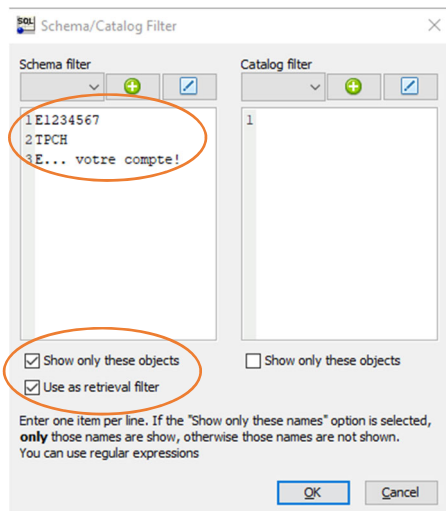 SQL Schema/Catalog Filter
Schema filter
1 E1234567
2 TPCH
3 E... votre compte!
Show only these objects
Use as retrieval filter
Catalog filter
1
Show only these objects
Enter one item per line. If the "Show only these names" option is selected,
only those names are show, otherwise those names are not shown.
You can use regular expressions
OK
Cancel